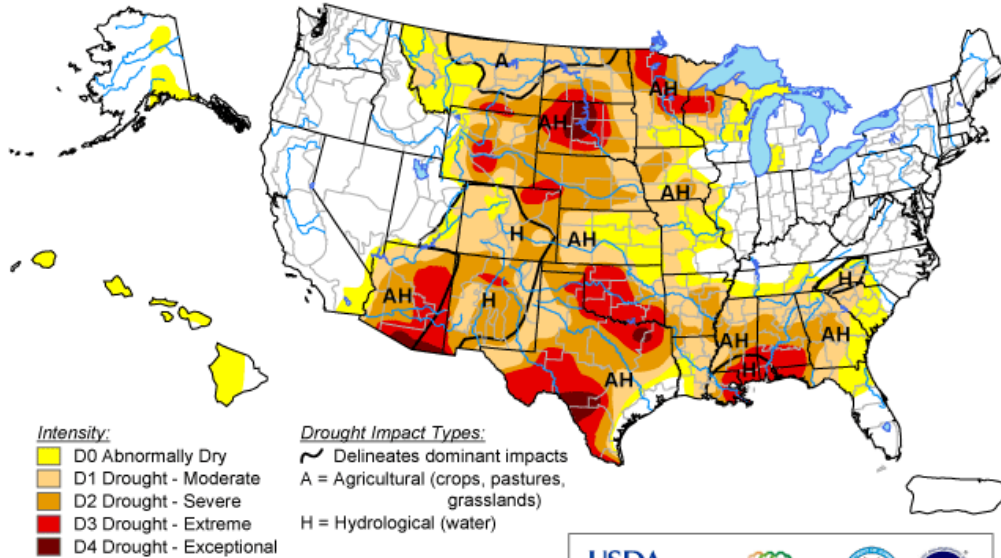 A
AH
AH
AH
H
AH
AH
H
H
AH
AH
H
AH
AH
Intensity:
D0 Abnormally Dry
D1 Drought - Moderate
D2 Drought - Severe
D3 Drought - Extreme
D4 Drought - Exceptional
Drought Impact Types:
Delineates dominant impacts
A = Agricultural (crops, pastures,
grasslands)
H = Hydrological (water)
USDA